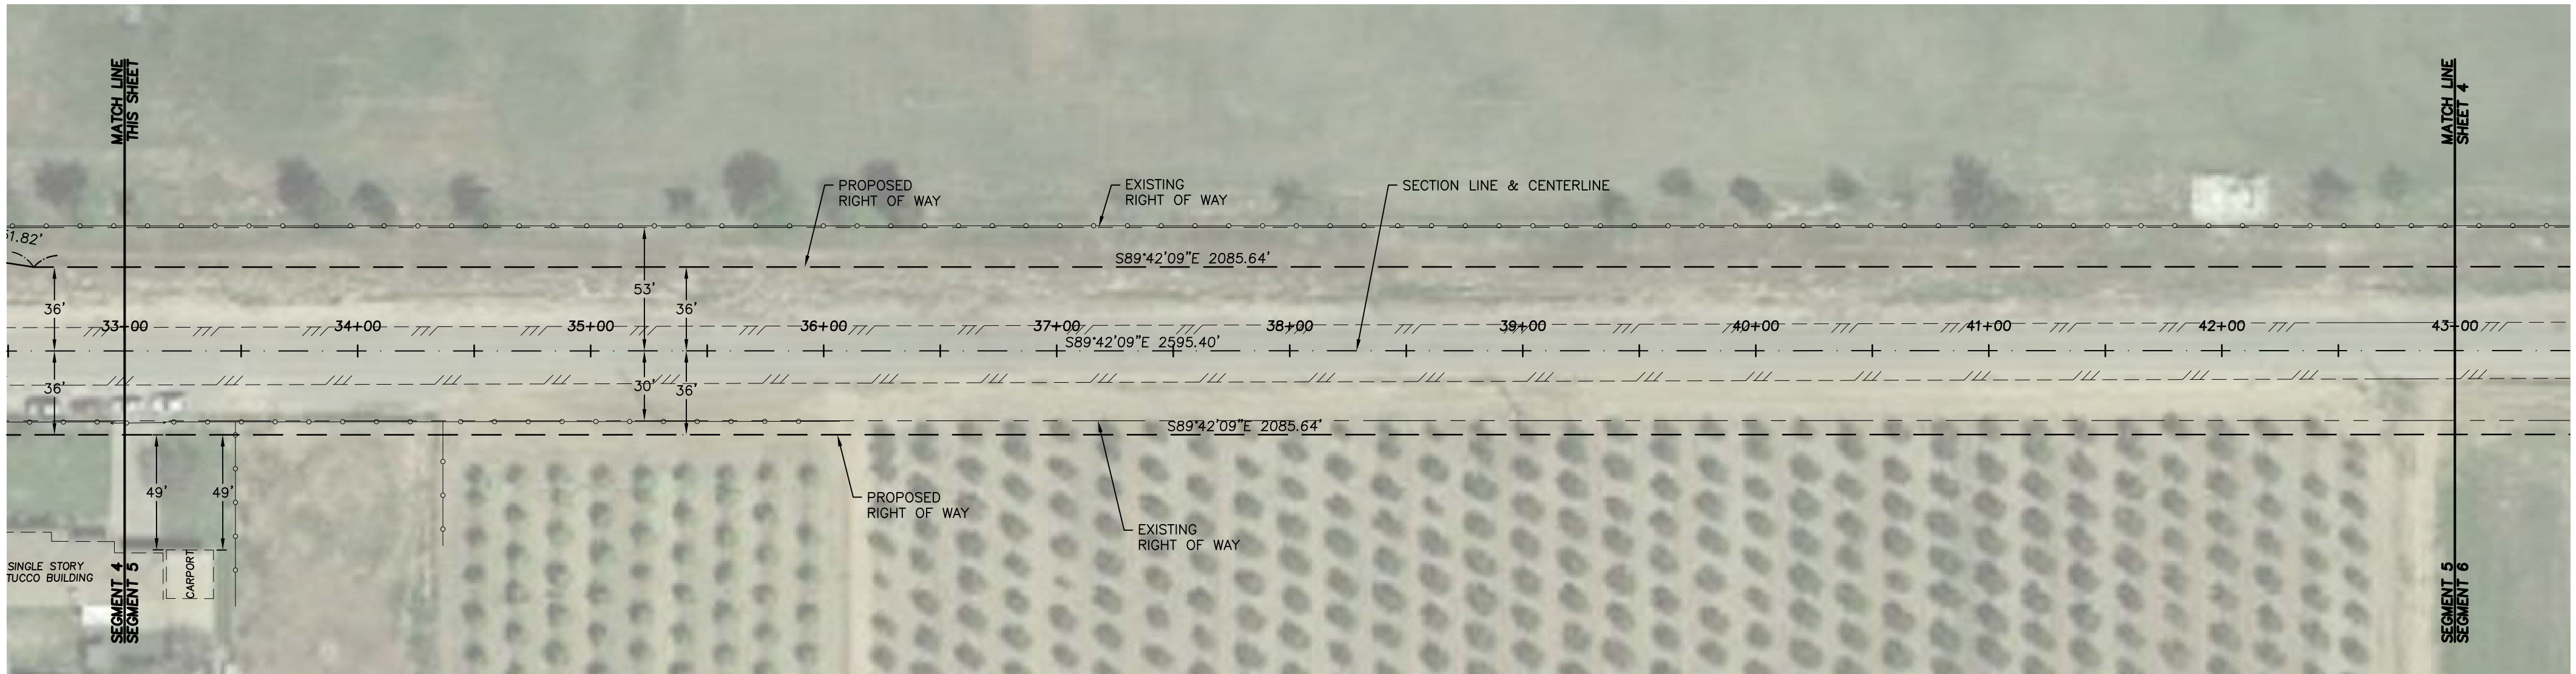 MATCH LINE
THIS SHEET
MATCH LINE
SHEET 4
PROPOSED
RIGHT OF WAY
EXISTING
RIGHT OF WAY
SECTION LINE & CENTERLINE
51.82'
S89°42'09"E 2085.64'
53'
36'
36'
33+00
34+00
35+00
36+00
37+00
38+00
39+00
40+00
41+00
42+00
43+00
S89°42'09"E 2595.40'
36'
30'
36'
S89°42'09"E 2085.64'
49'
49'
PROPOSED
RIGHT OF WAY
EXISTING
RIGHT OF WAY
SINGLE STORY
TUCCO BUILDING
CARPORT
SEGMENT 4
SEGMENT 5
SEGMENT 5
SEGMENT 6